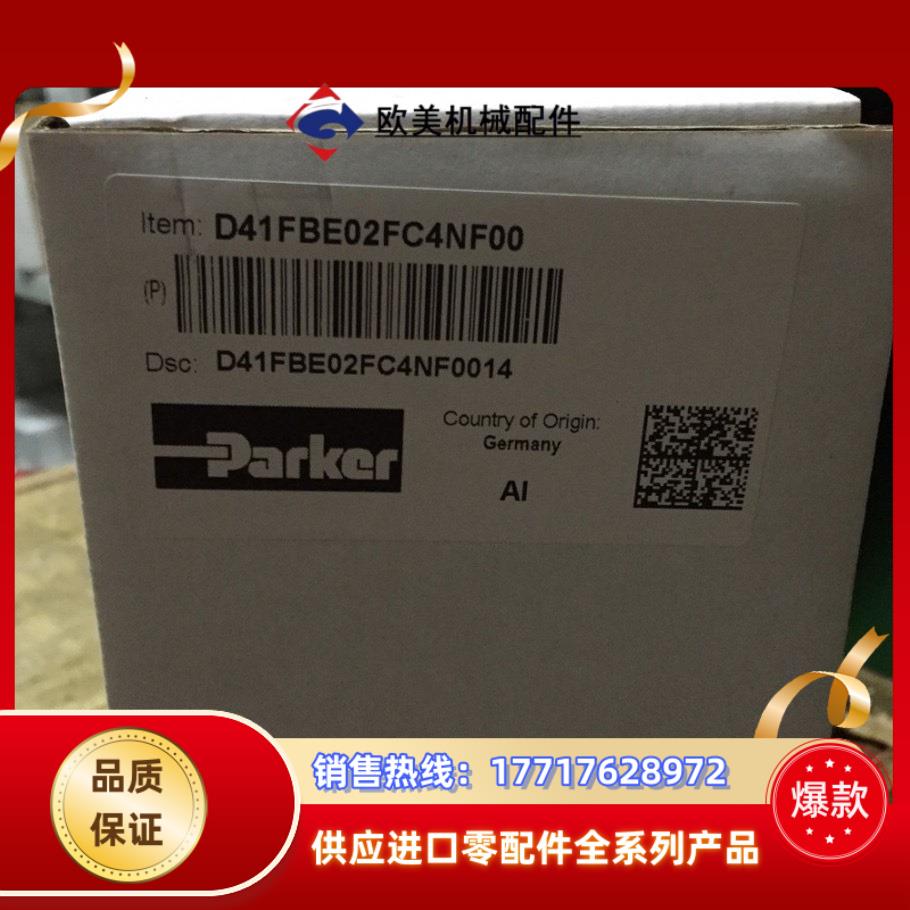 欧美机械配件
Item: D41FBE02FC4NF00
(P)
Dsc: D41FBE02FC4NF0014
Parker
Country of Origin:
Germany
AI
品质
保证
销售热线：17717628972
供应进口零配件全系列产品
爆款